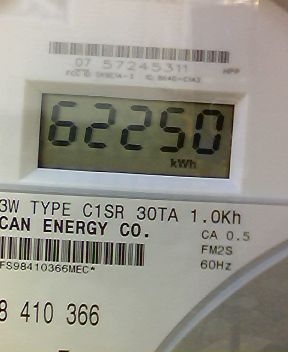 07 57245311
HPP
62250
kWh
3W TYPE C1SR 30TA 1.0Kh
CAN ENERGY CO.
CA 0.5
FM2S
FS98410366MEC*
60Hz
8 410 366